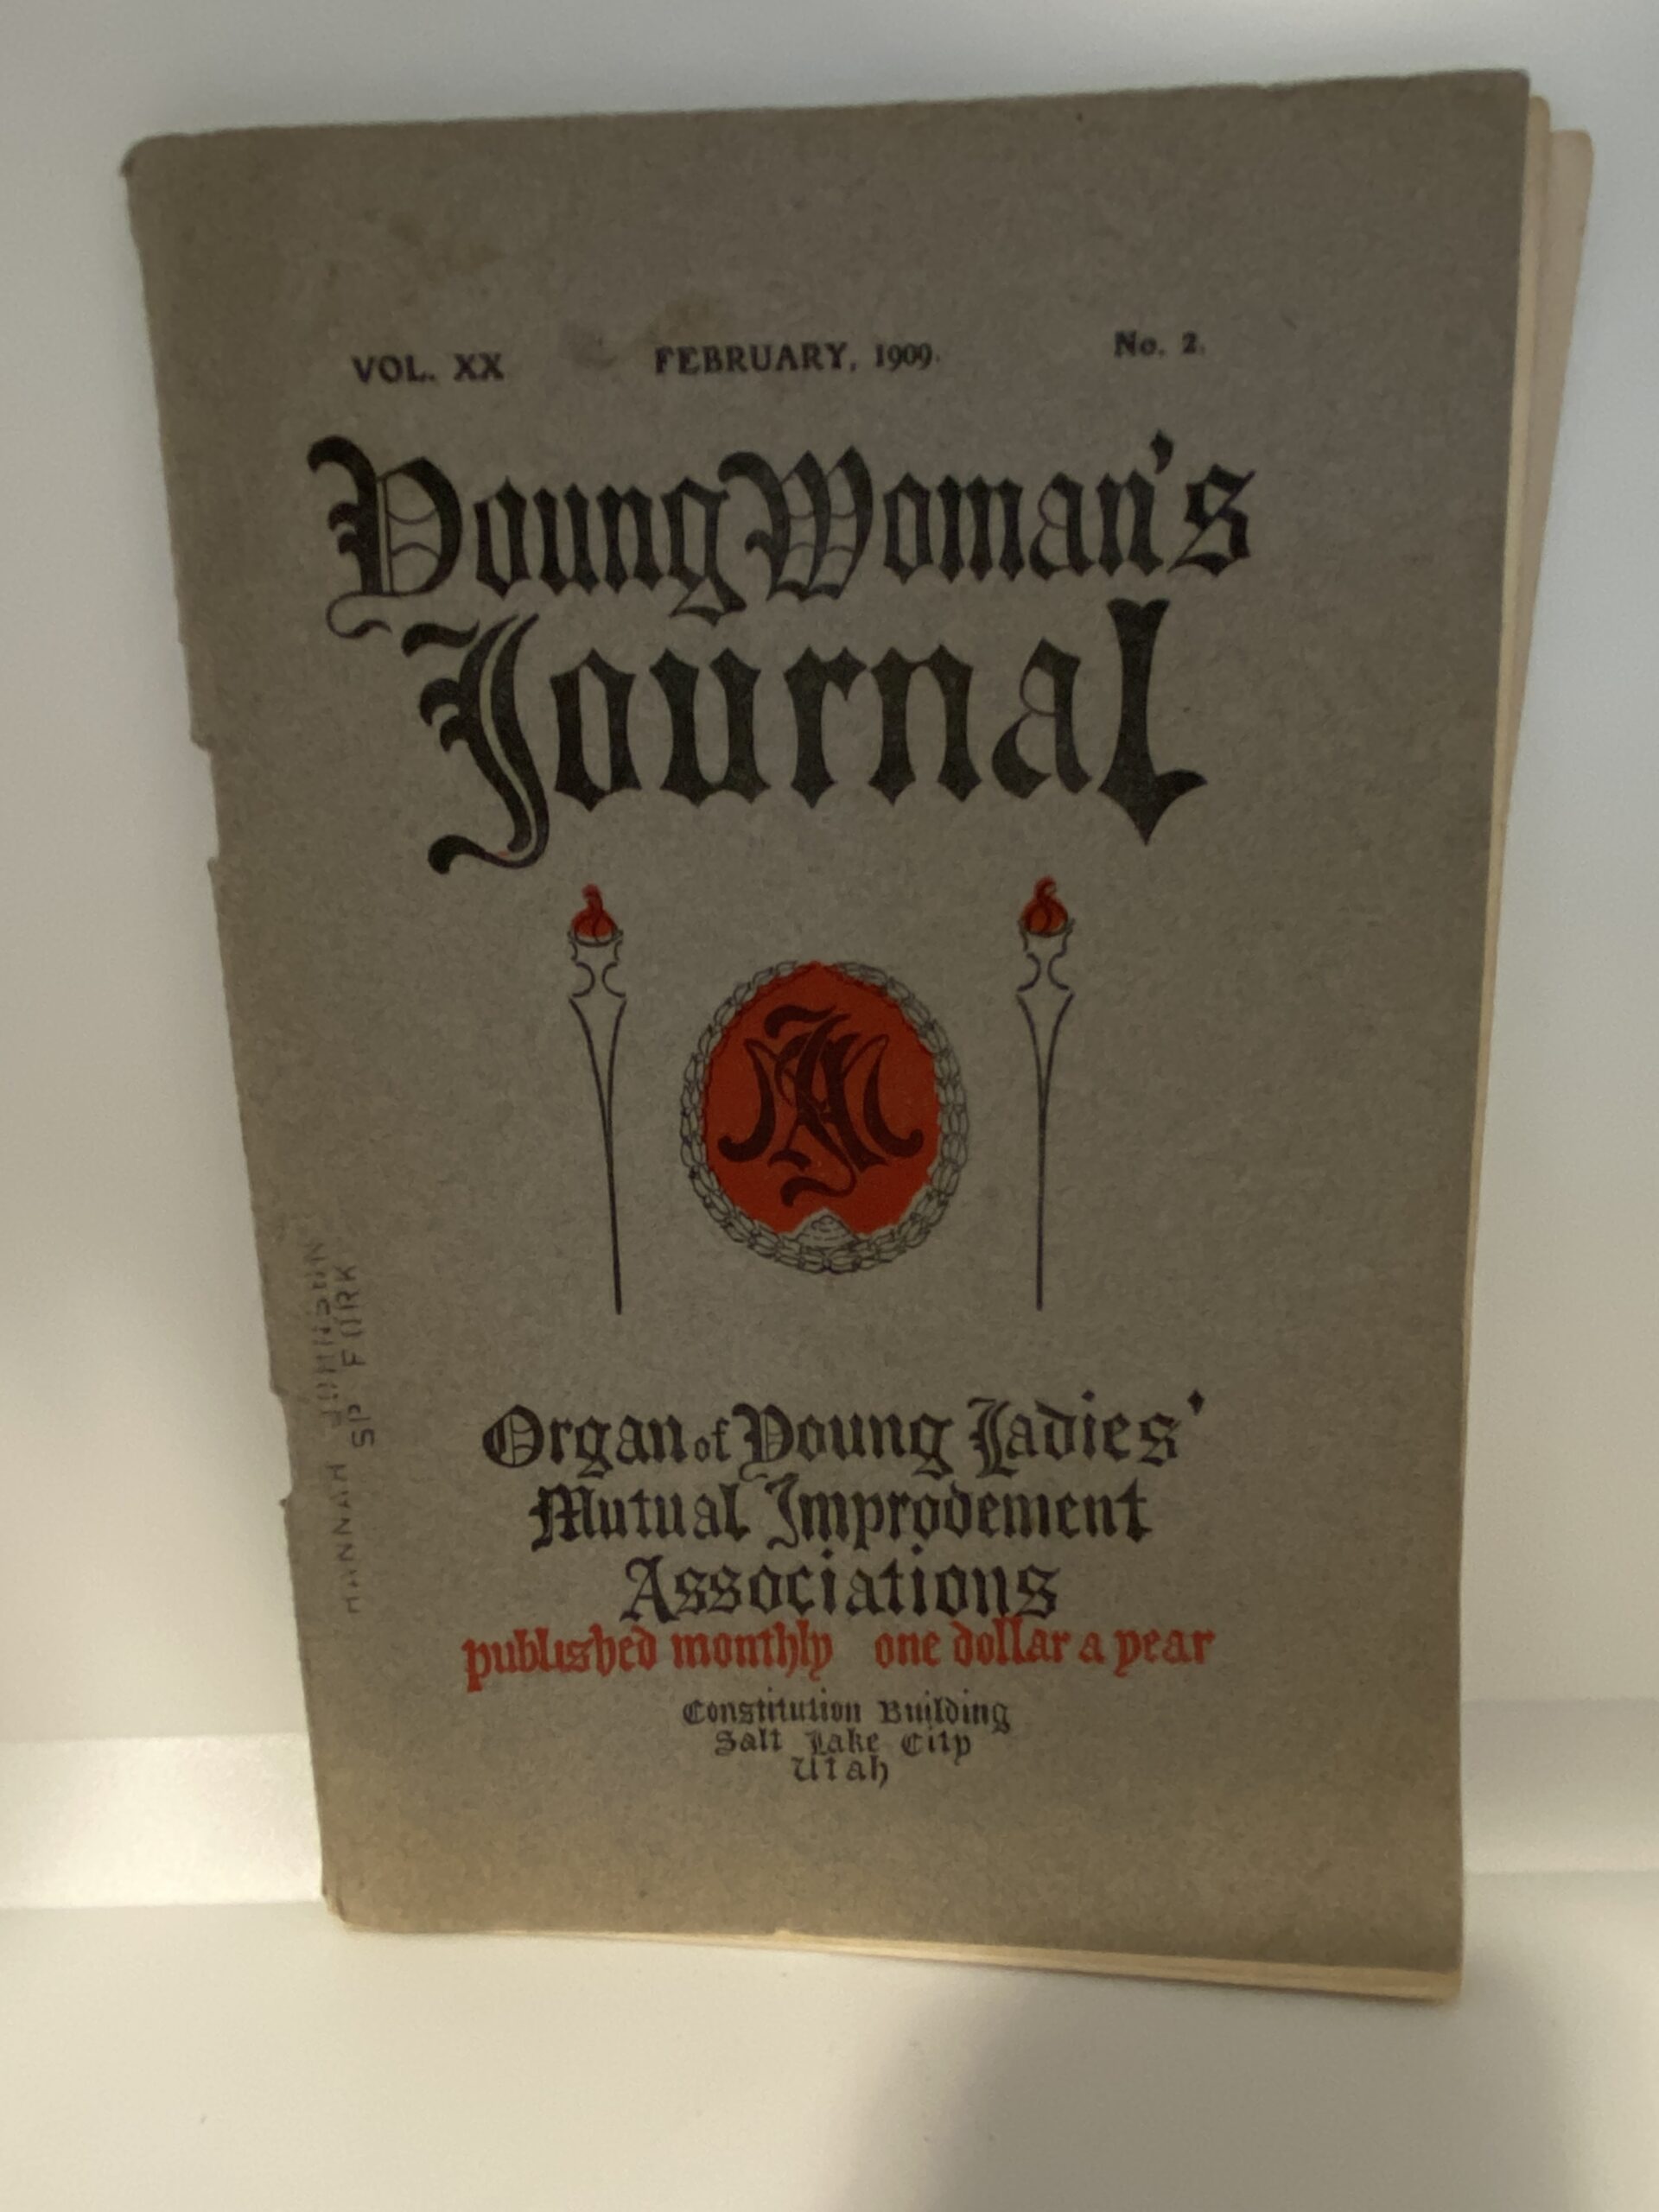 VOL. XX FEBRUARY, 1909. No. 2.
Young Woman's
Journal
Organ of Young Ladies'
Mutual Improvement
Associations
published monthly one dollar a year
Constitution Building
Salt Lake City
Utah
HANNAH JOHNSON
SP FORK